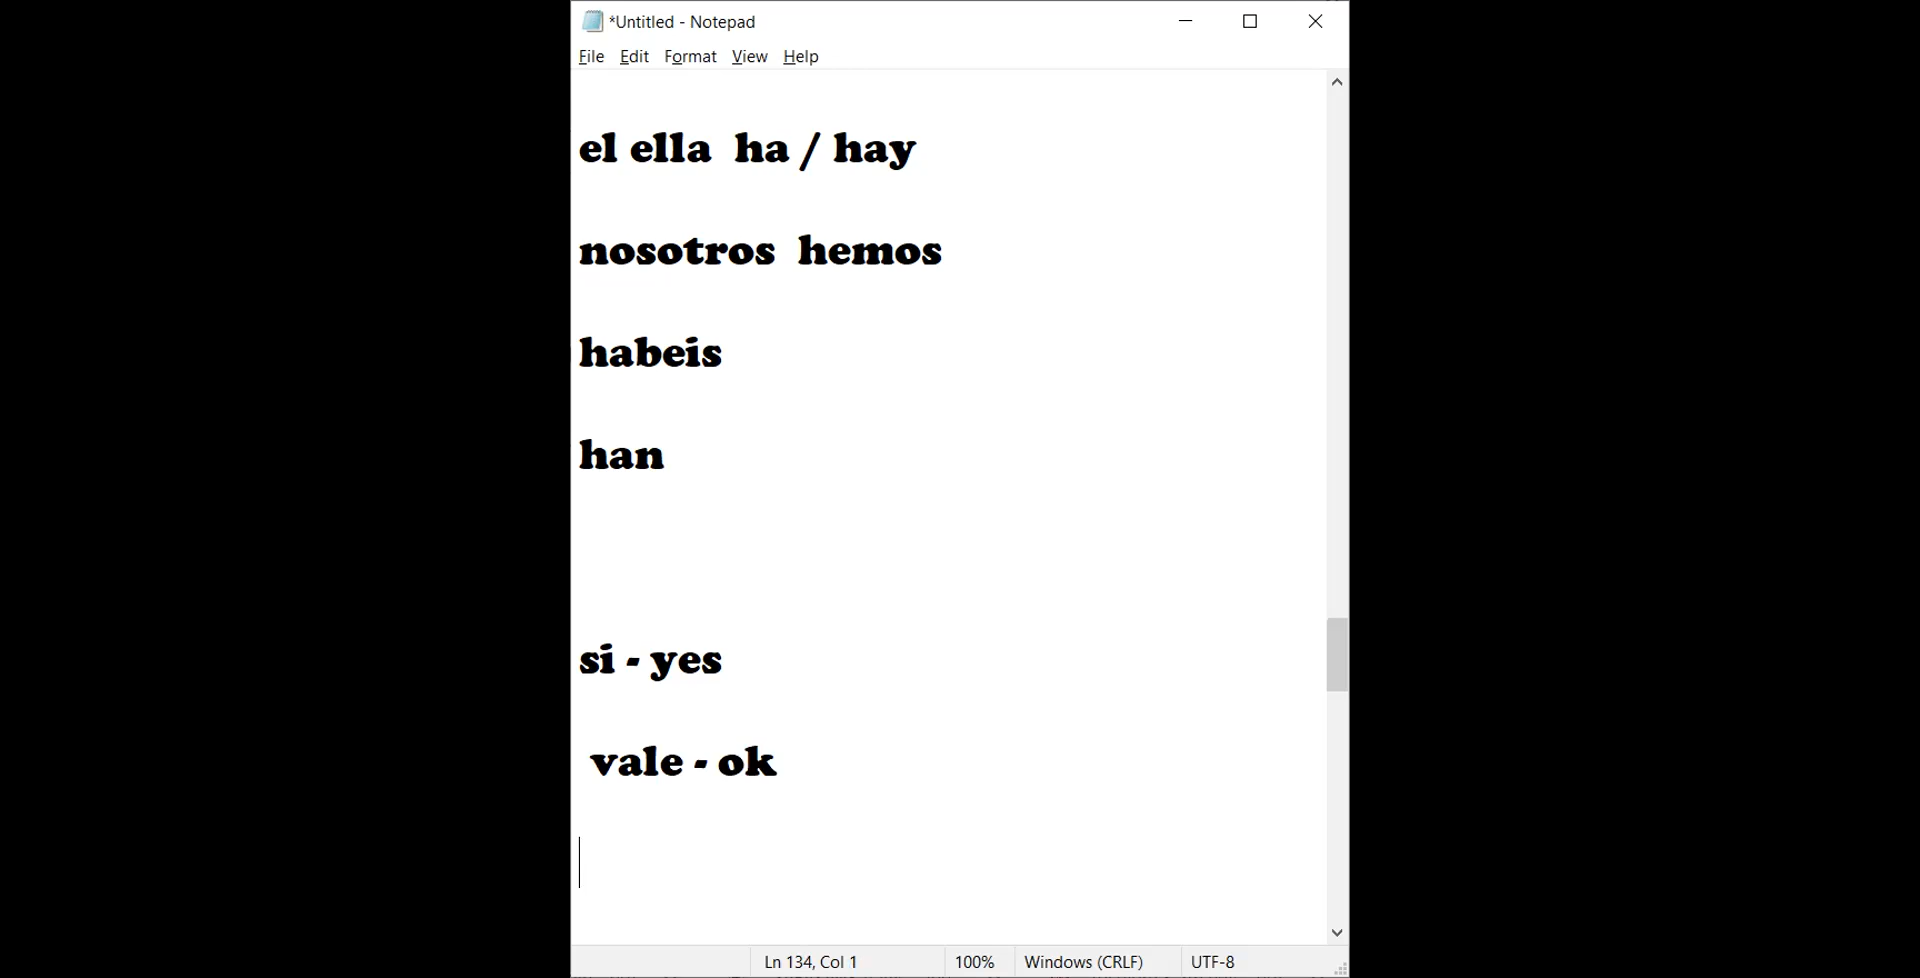 *Untitled - Notepad
File Edit Format View Help
el ella  ha / hay
nosotros  hemos
habeis
han
si - yes
 vale - ok
Ln 134, Col 1 100% Windows (CRLF) UTF-8